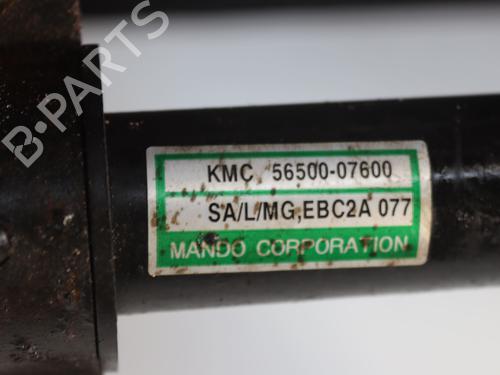 B-PARTS
KMC 56500-07600
SA/L/MG,EBC2A 077
MANDO CORPORATION